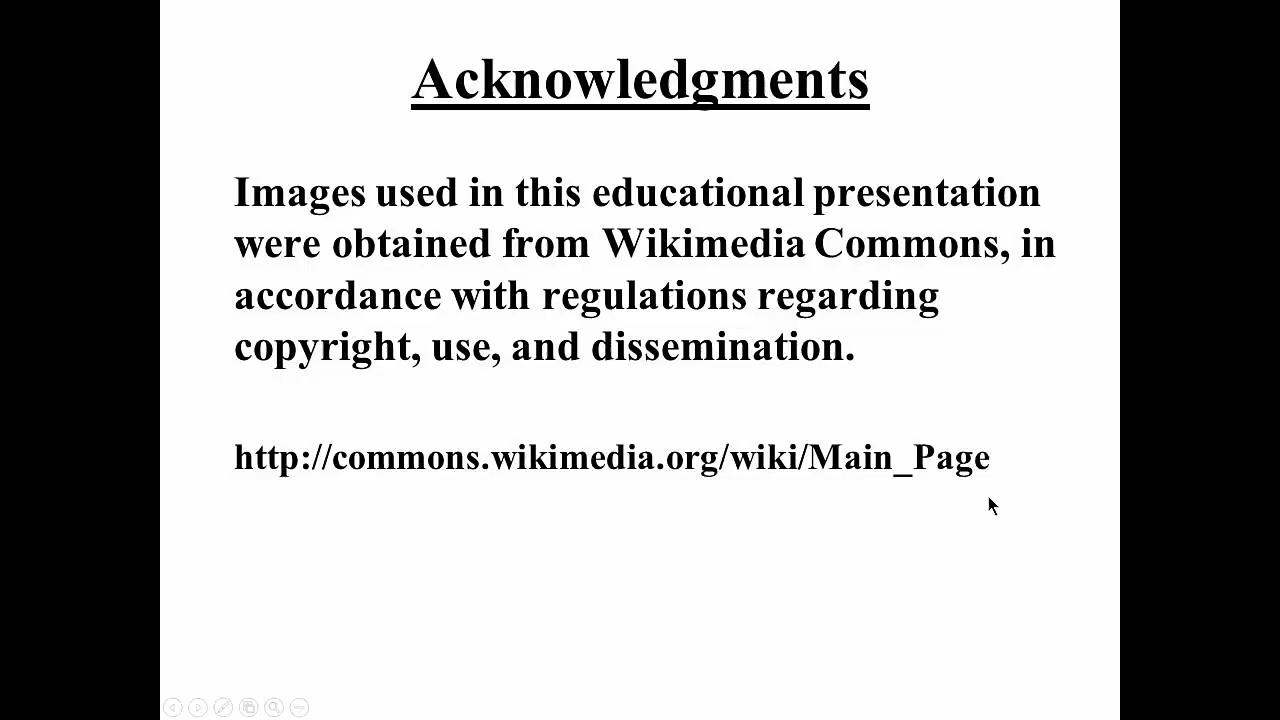 Acknowledgments
Images used in this educational presentation
were obtained from Wikimedia Commons, in
accordance with regulations regarding
copyright, use, and dissemination.
http://commons.wikimedia.org/wiki/Main_Page